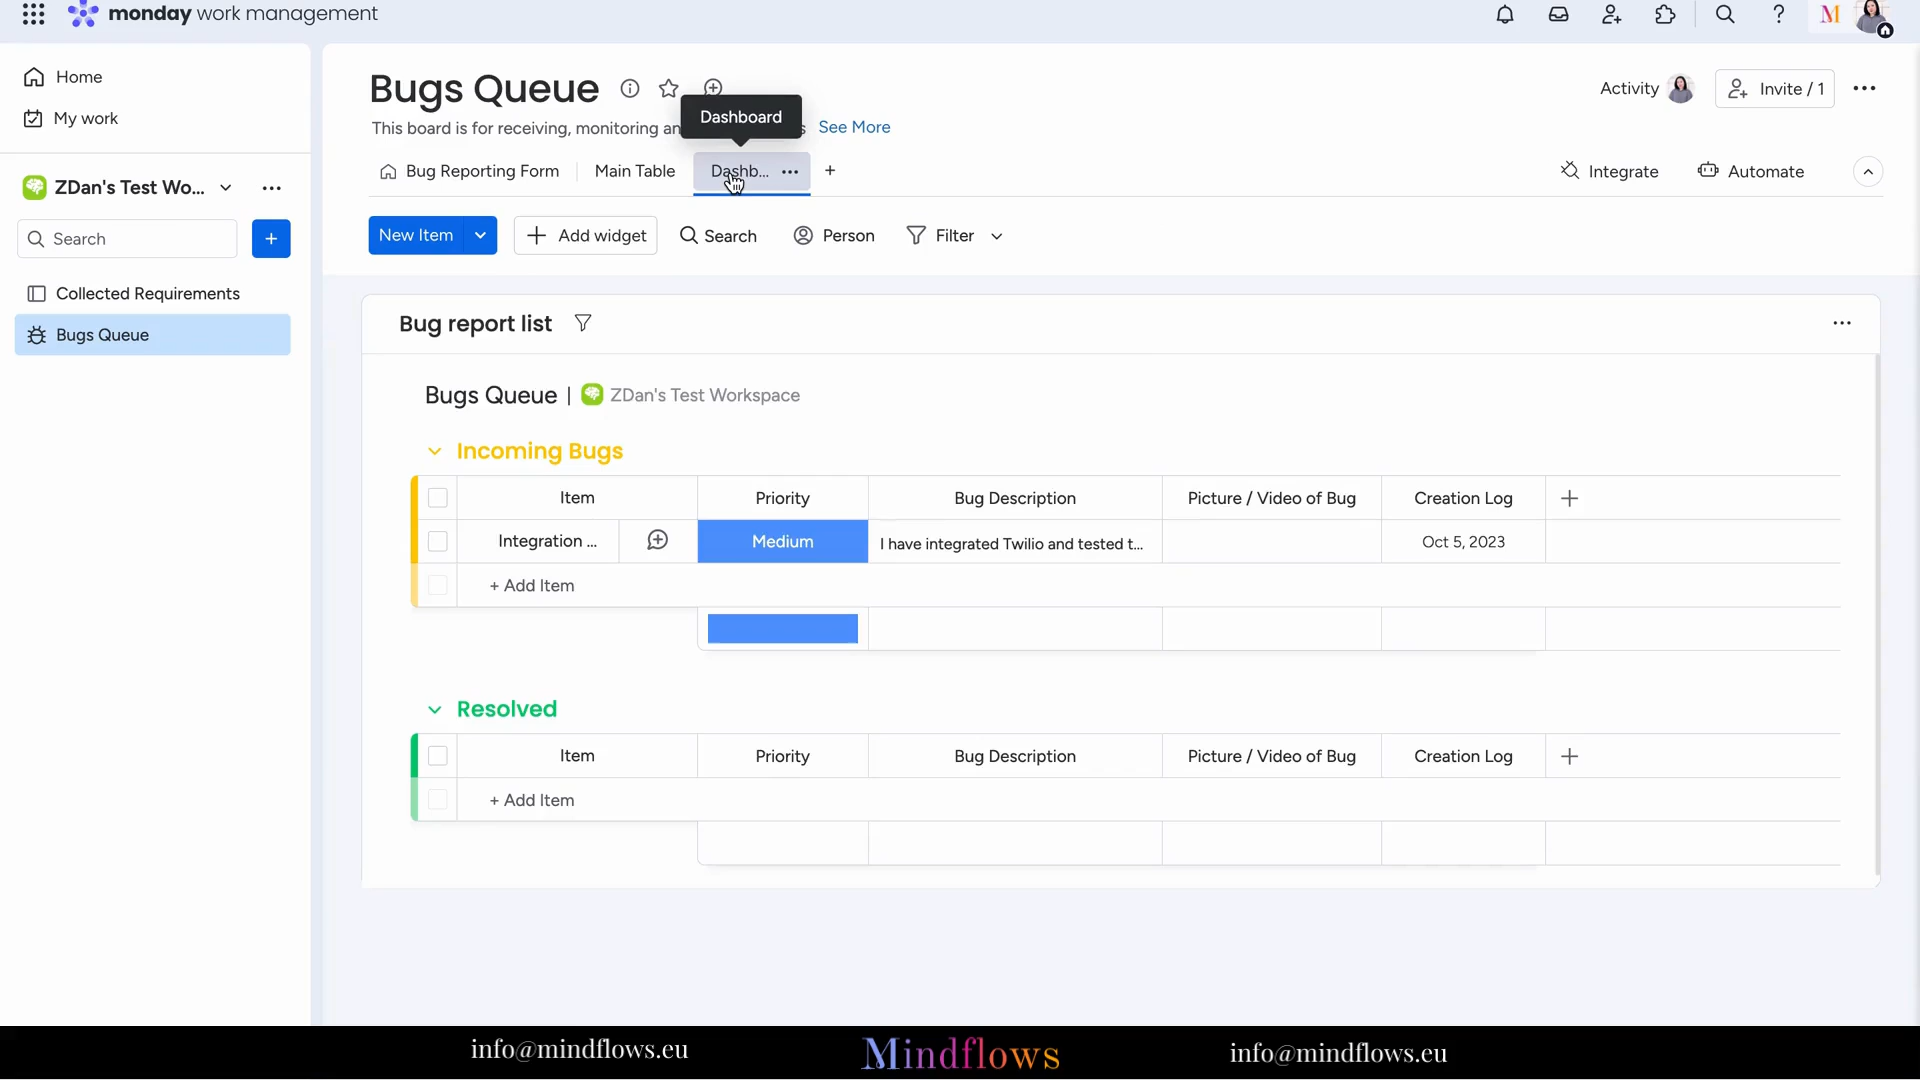 monday work management
M
Home
My work
ZDan's Test Wo...
Search
Collected Requirements
Bugs Queue
Bugs Queue
Dashboard
This board is for receiving, monitoring an
s
See More
Activity
Invite / 1
Bug Reporting Form
Main Table
Dashb...
Integrate
Automate
New Item
Add widget
Search
Person
Filter
Bug report list
Bugs Queue | ZDan's Test Workspace
Incoming Bugs
Item Priority Bug Description Picture / Video of Bug Creation Log
Integration ... Medium I have integrated Twilio and tested t... Oct 5, 2023
+ Add Item
Resolved
Item Priority Bug Description Picture / Video of Bug Creation Log
+ Add Item
info@mindflows.eu
Mindflows
info@mindflows.eu